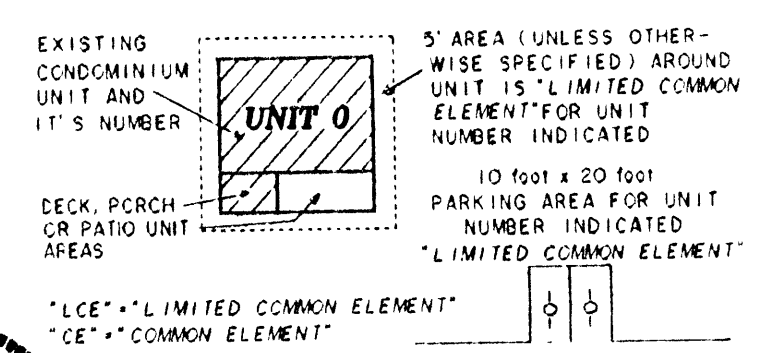 EXISTING
CONDOMINIUM
UNIT AND
IT'S NUMBER
UNIT 0
DECK, PORCH
OR PATIO UNIT
AREAS
5' AREA (UNLESS OTHER-
WISE SPECIFIED) AROUND
UNIT IS "LIMITED COMMON
ELEMENT" FOR UNIT
NUMBER INDICATED
10 foot x 20 foot
PARKING AREA FOR UNIT
NUMBER INDICATED
"LIMITED COMMON ELEMENT"
"LCE" = "LIMITED COMMON ELEMENT"
"CE" = "COMMON ELEMENT"